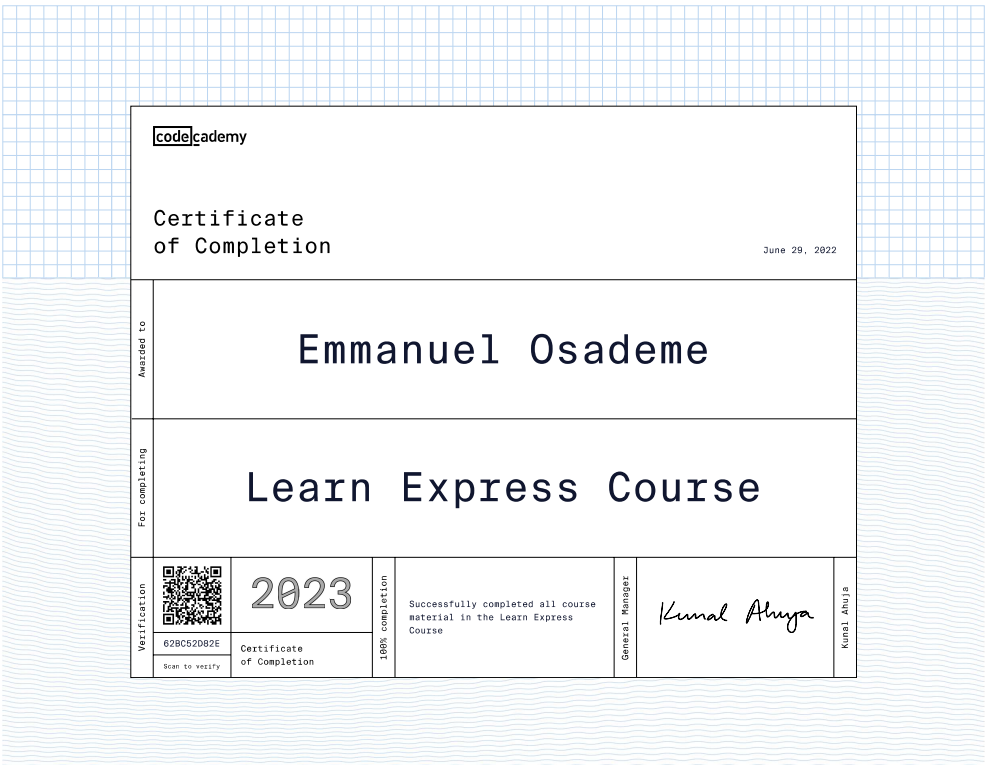 codecademy
Certificate
of Completion
June 29, 2022
Awarded to
Emmanuel Osademe
For completing
Learn Express Course
Verification
62BC52D82E
Scan to verify
2023
Certificate
of Completion
100% completion
Successfully completed all course
material in the Learn Express
Course
General Manager
Kunal Ahuja
Kunal Ahuja